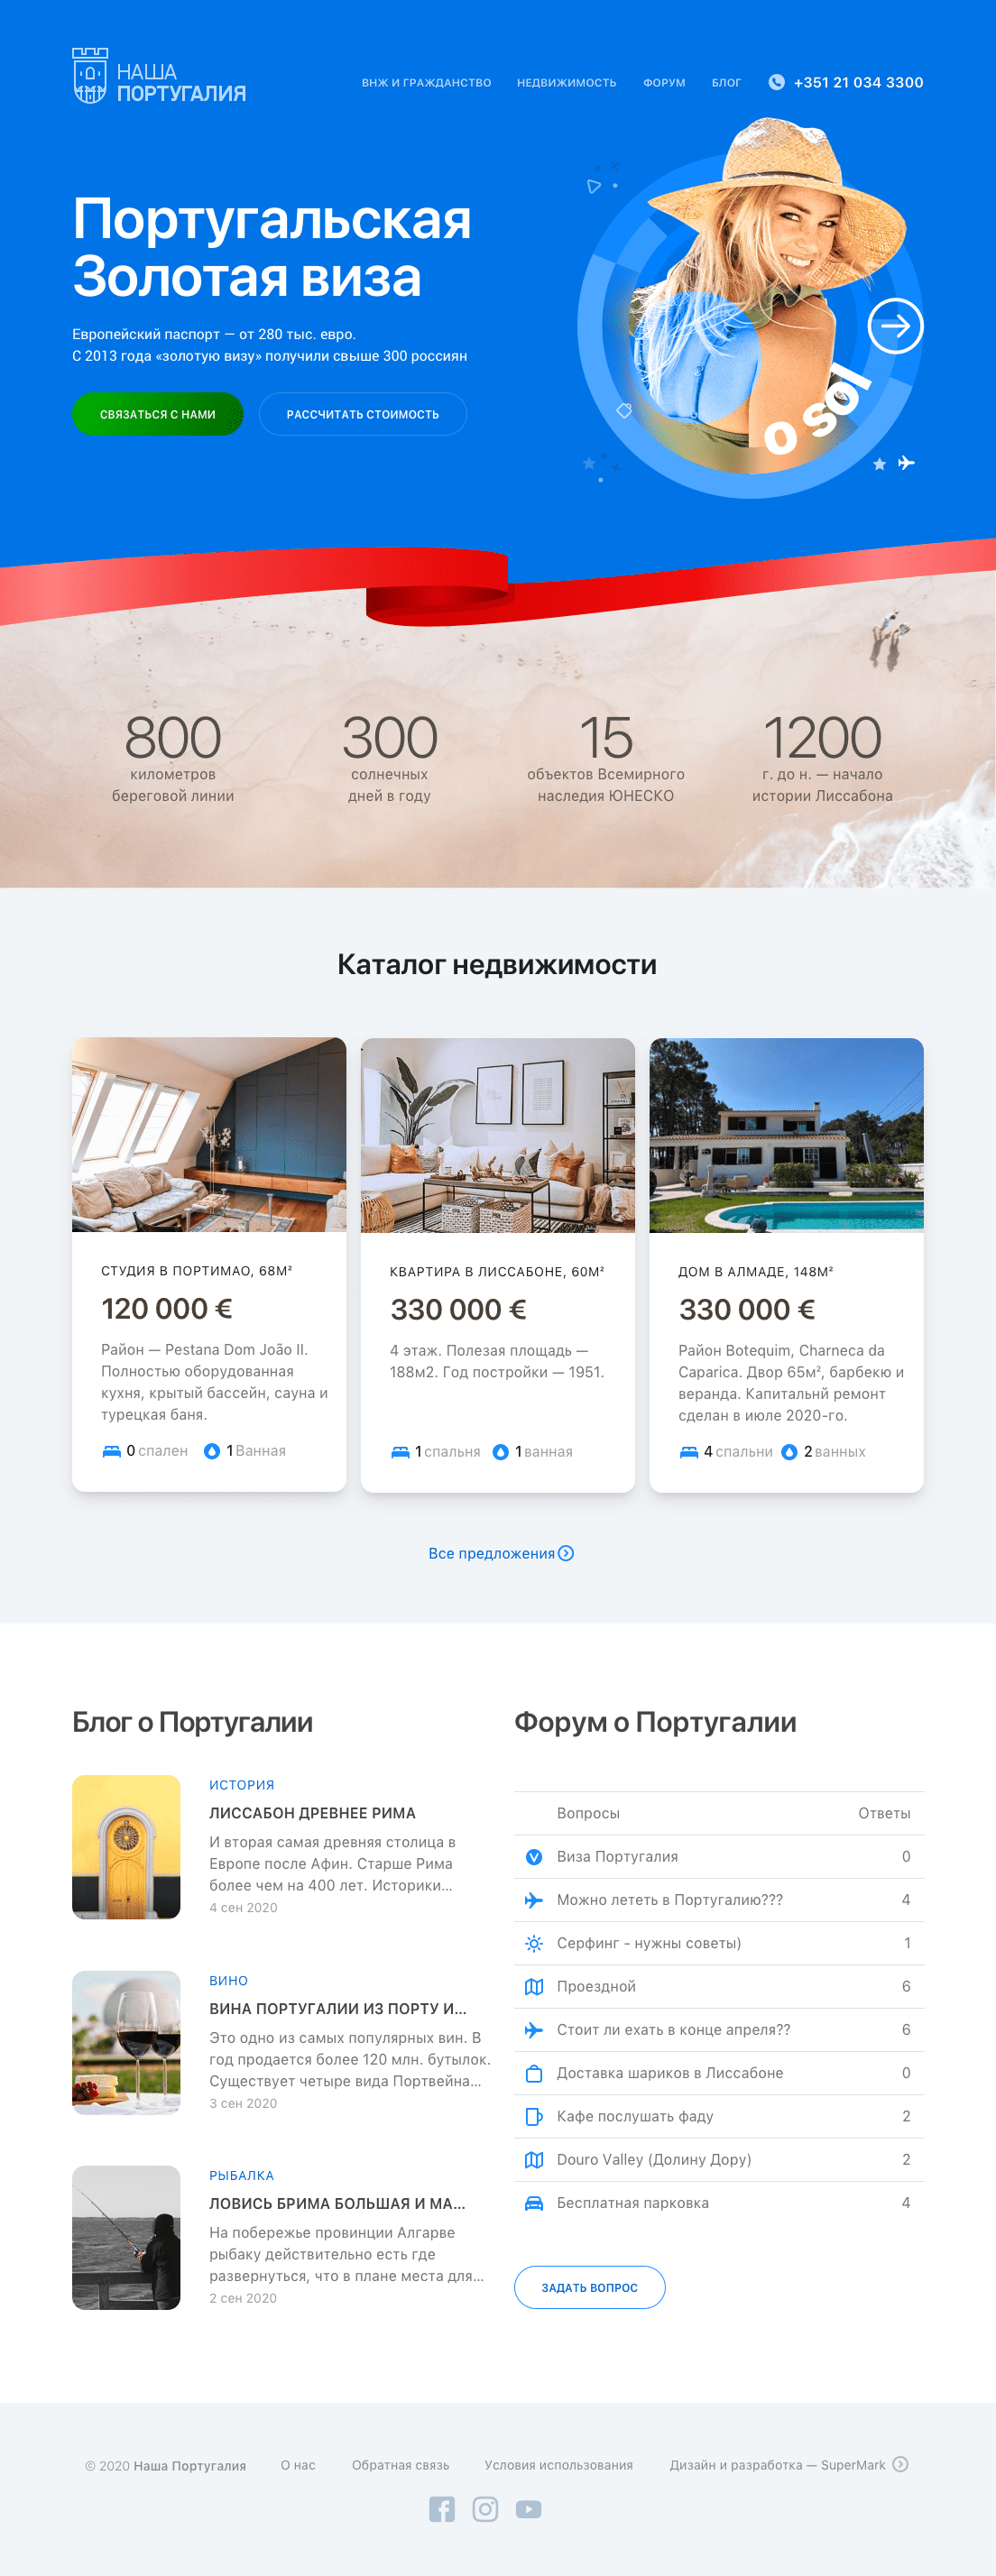 НАША
ПОРТУГАЛИЯ
ВНЖ И ГРАЖДАНСТВО НЕДВИЖИМОСТЬ ФОРУМ БЛОГ +351 21 034 3300
Португальская
Золотая виза
Европейский паспорт — от 280 тыс. евро.
С 2013 года «золотую визу» получили свыше 300 россиян
СВЯЗАТЬСЯ С НАМИ РАССЧИТАТЬ СТОИМОСТЬ
o sol
800
километров
береговой линии
300
солнечных
дней в году
15
объектов Всемирного
наследия ЮНЕСКО
1200
г. до н. — начало
истории Лиссабона
Каталог недвижимости
СТУДИЯ В ПОРТИМАО, 68М²
120 000 €
Район — Pestana Dom João II.
Полностью оборудованная
кухня, крытый бассейн, сауна и
турецкая баня.
0 спален 1 Ванная
КВАРТИРА В ЛИССАБОНЕ, 60М²
330 000 €
4 этаж. Полезая площадь —
188м2. Год постройки — 1951.
1 спальня 1 ванная
ДОМ В АЛМАДЕ, 148М²
330 000 €
Район Botequim, Charneca da
Caparica. Двор 65м², барбекю и
веранда. Капитальнй ремонт
сделан в июле 2020-го.
4 спальни 2 ванных
Все предложения
Блог о Португалии
ИСТОРИЯ
ЛИССАБОН ДРЕВНЕЕ РИМА
И вторая самая древняя столица в
Европе после Афин. Старше Рима
более чем на 400 лет. Историки...
4 сен 2020
ВИНО
ВИНА ПОРТУГАЛИИ ИЗ ПОРТУ И...
Это одно из самых популярных вин. В
год продается более 120 млн. бутылок.
Существует четыре вида Портвейна...
3 сен 2020
РЫБАЛКА
ЛОВИСЬ БРИМА БОЛЬШАЯ И МА...
На побережье провинции Алгарве
рыбаку действительно есть где
развернуться, что в плане места для...
2 сен 2020
Форум о Португалии
Вопросы Ответы
Виза Португалия 0
Можно лететь в Португалию??? 4
Серфинг - нужны советы) 1
Проездной 6
Стоит ли ехать в конце апреля?? 6
Доставка шариков в Лиссабоне 0
Кафе послушать фаду 2
Douro Valley (Долину Дору) 2
Бесплатная парковка 4
ЗАДАТЬ ВОПРОС
© 2020 Наша Португалия О нас Обратная связь Условия использования Дизайн и разработка — SuperMark